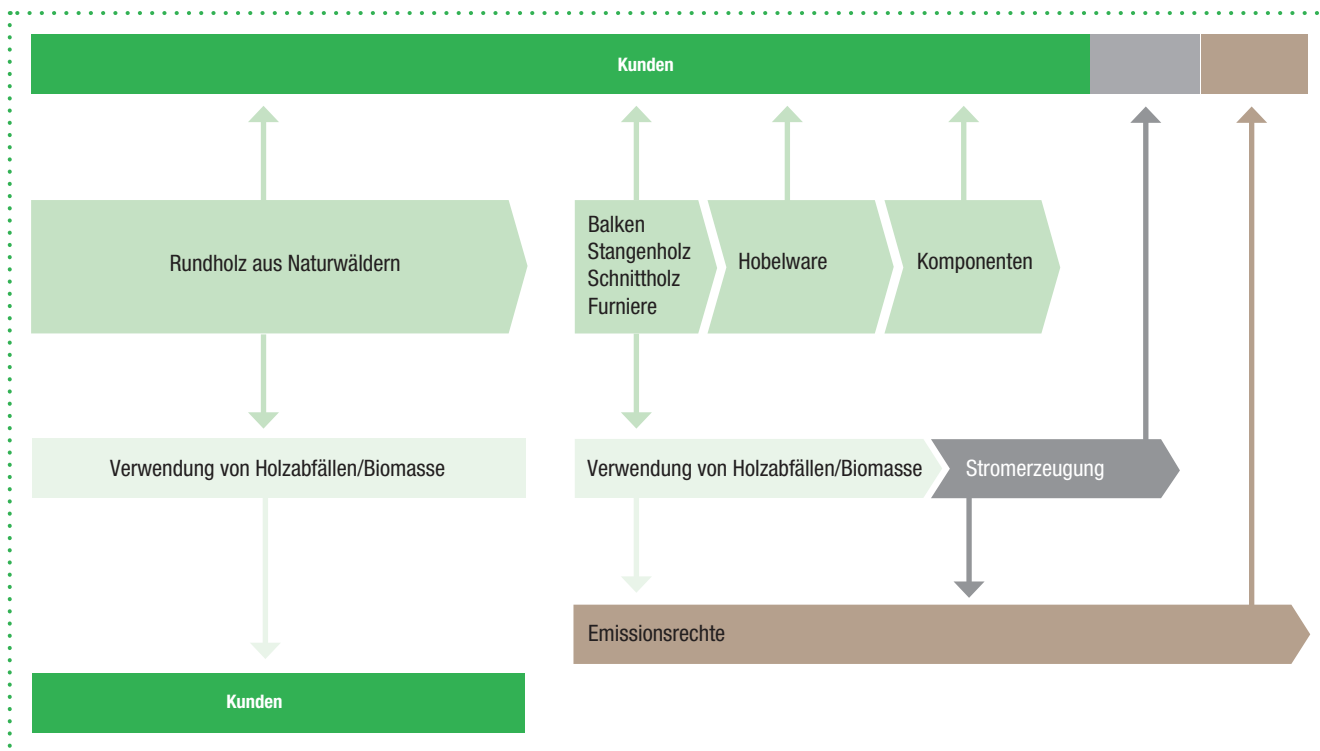 Kunden
Rundholz aus Naturwäldern
Balken
Stangenholz
Schnittholz
Furniere
Hobelware
Komponenten
Verwendung von Holzabfällen/Biomasse
Verwendung von Holzabfällen/Biomasse
Stromerzeugung
Emissionsrechte
Kunden